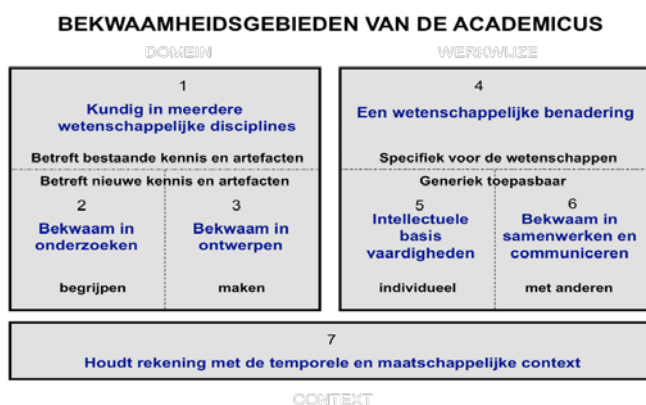 BEKWAAMHEIDSGEBIEDEN VAN DE ACADEMICUS
DOMEIN
1
Kundig in meerdere
wetenschappelijke disciplines
Betreft bestaande kennis en artefacten
Betreft nieuwe kennis en artefacten
2
Bekwaam in
onderzoeken
begrijpen
3
Bekwaam in
ontwerpen
maken
WERKWIJZE
4
Een wetenschappelijke benadering
Specifiek voor de wetenschappen
Generiek toepasbaar
5
Intellectuele
basis
vaardigheden
individueel
6
Bekwaam in
samenwerken en
communiceren
met anderen
7
Houdt rekening met de temporele en maatschappelijke context
CONTEXT